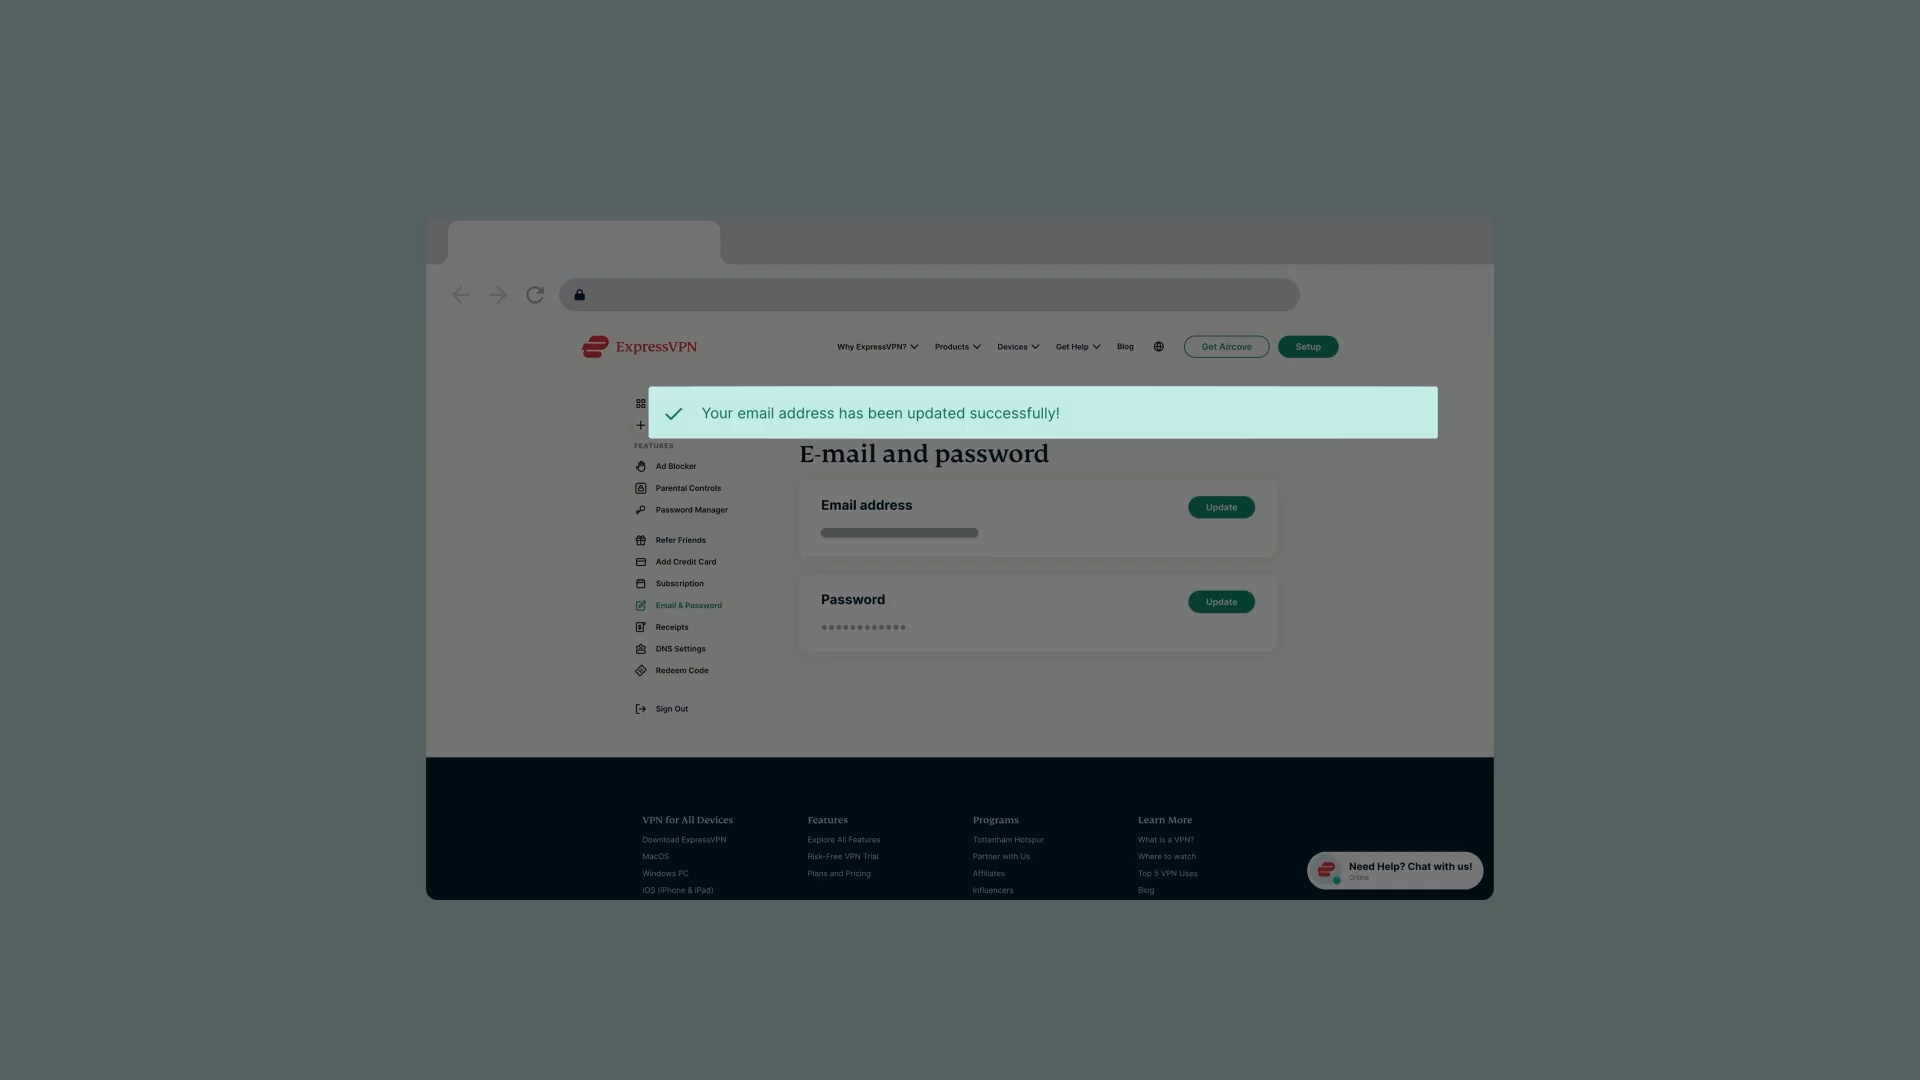 ExpressVPN
Why ExpressVPN? Products Devices Get Help Blog Get Aircove Setup
Your email address has been updated successfully!
FEATURES
Ad Blocker
Parental Controls
Password Manager
Refer Friends
Add Credit Card
Subscription
Email & Password
Receipts
DNS Settings
Redeem Code
Sign Out
E-mail and password
Email address
Update
Password
Update
VPN for All Devices
Download ExpressVPN
MacOS
Windows PC
iOS (iPhone & iPad)
Features
Explore All Features
Risk-Free VPN Trial
Plans and Pricing
Programs
Tottenham Hotspur
Partner with Us
Affiliates
Influencers
Learn More
What is a VPN?
Where to watch
Top 5 VPN Uses
Blog
Need Help? Chat with us!
Online